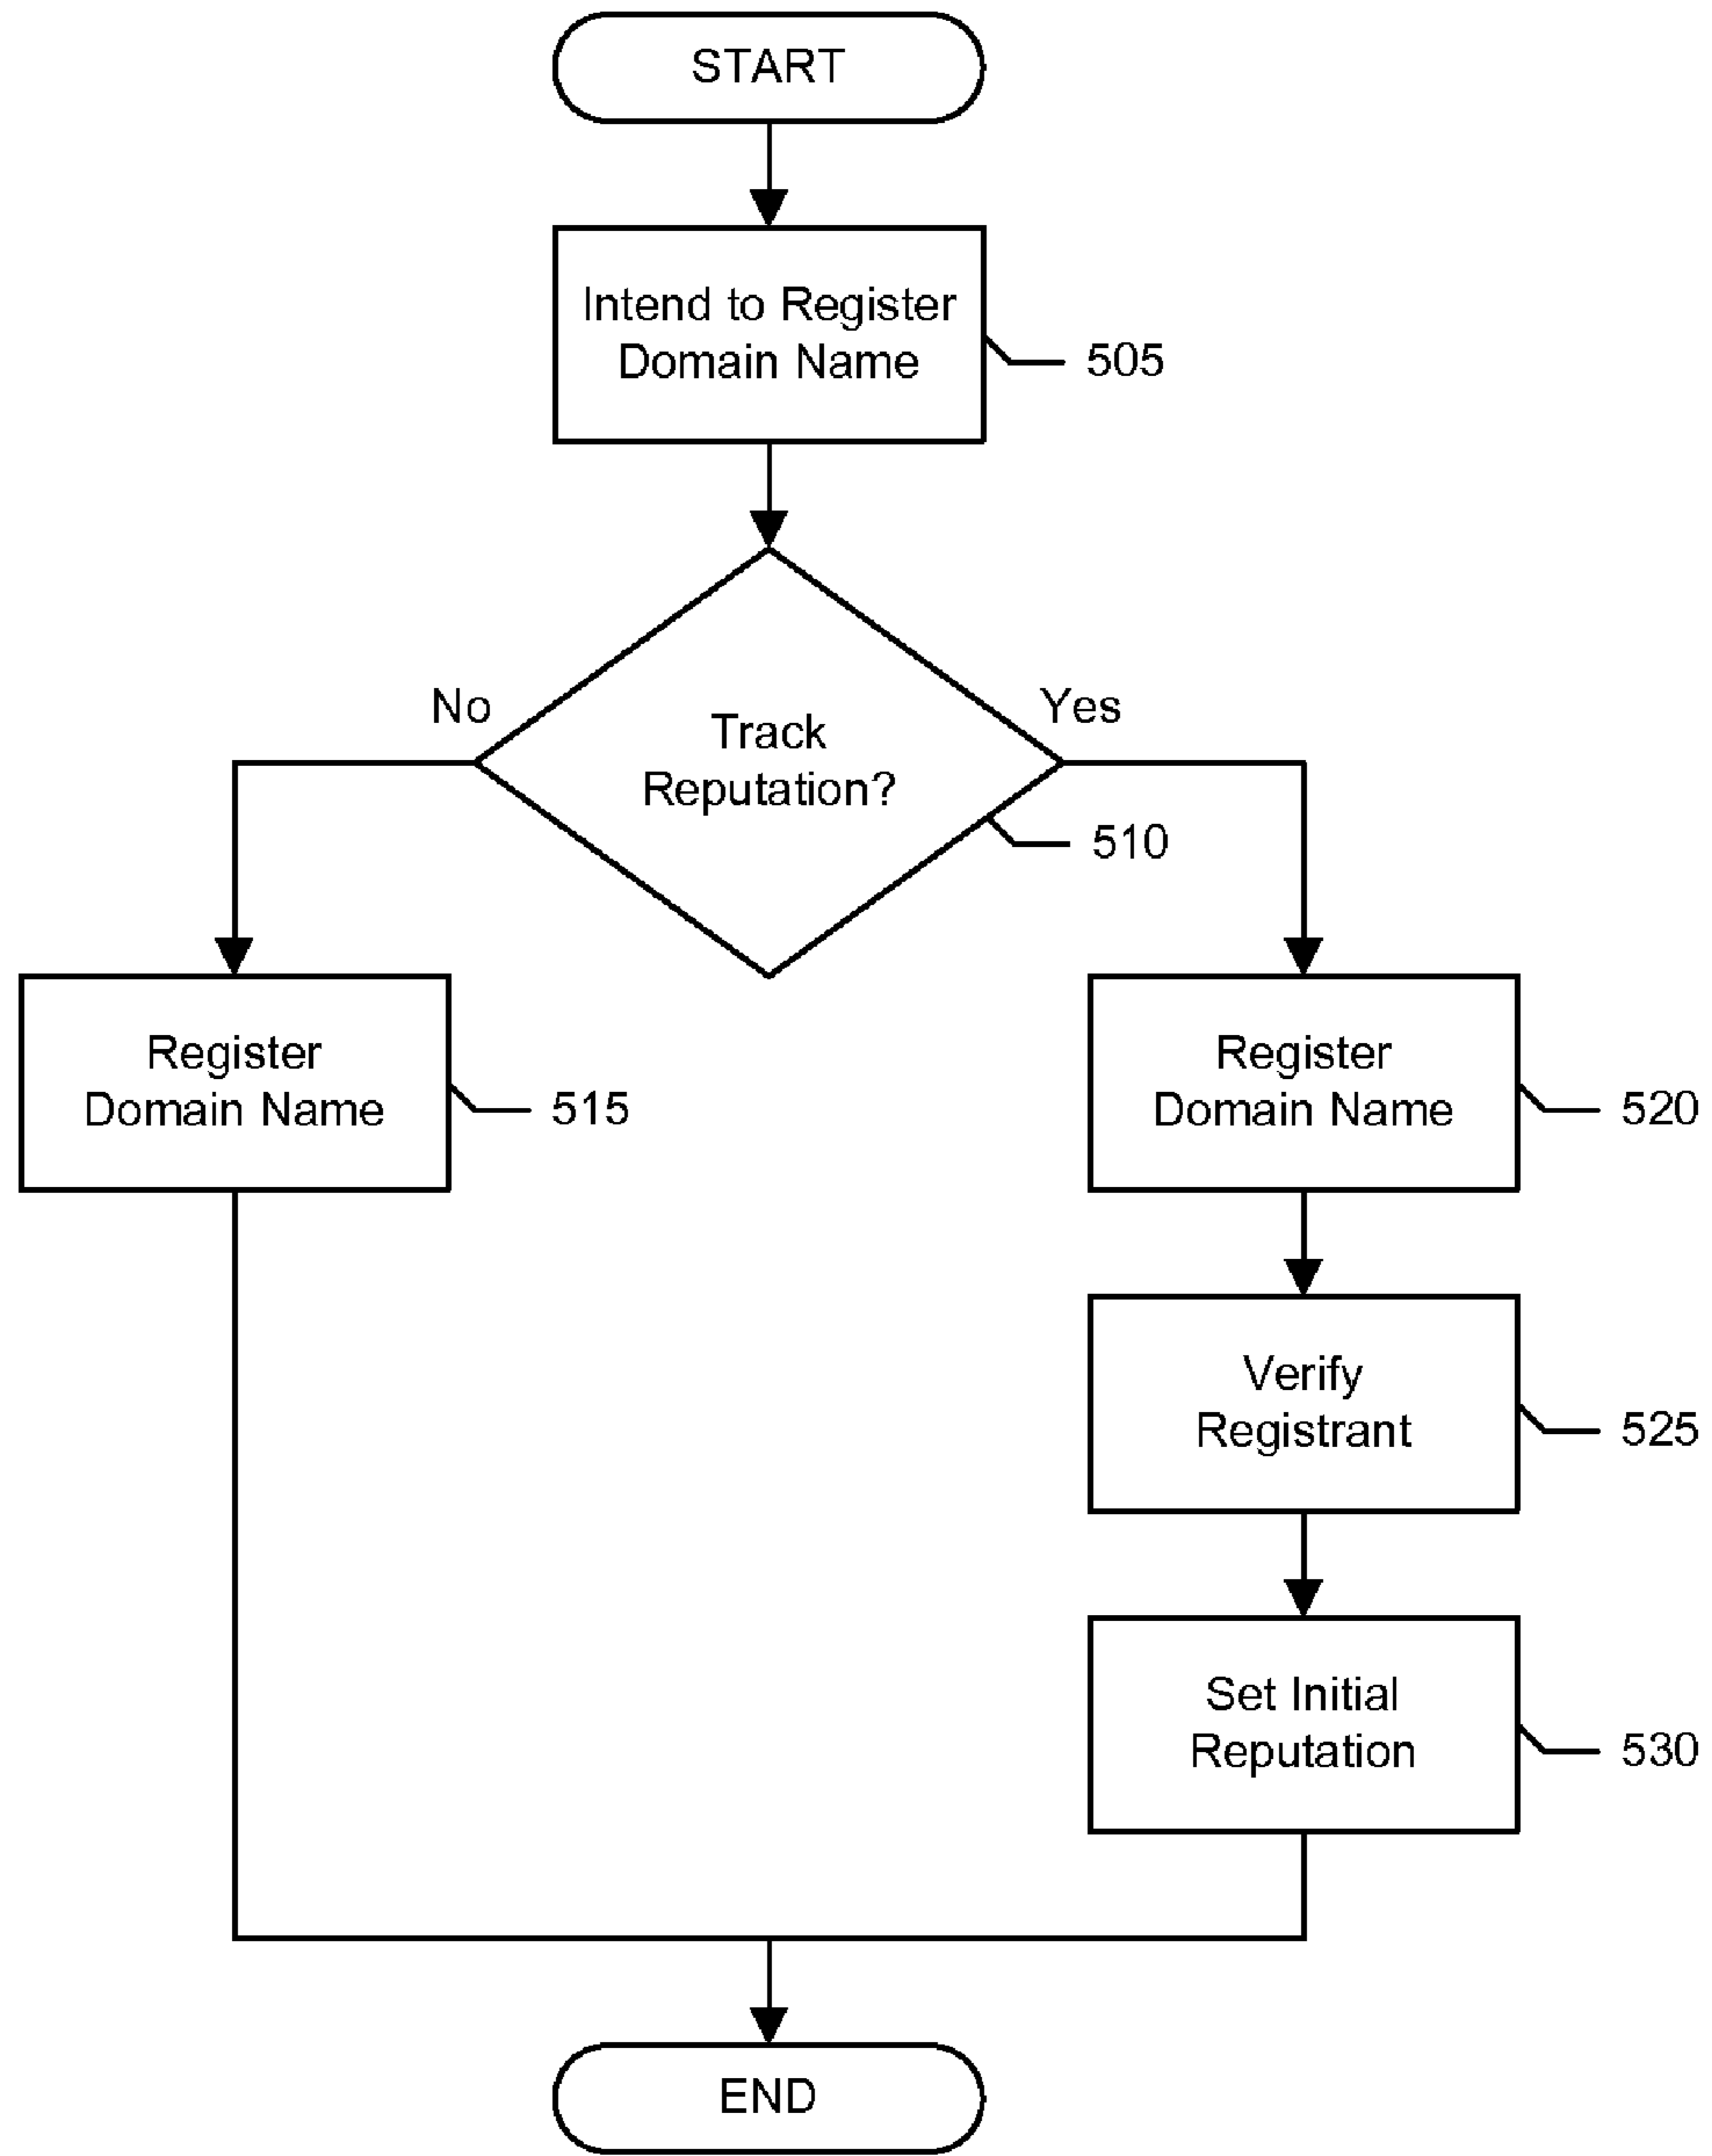 START
Intend to Register
Domain Name
505
No
Yes
Track
Reputation?
510
Register
Domain Name
515
Register
Domain Name
520
Verify
Registrant
525
Set Initial
Reputation
530
END